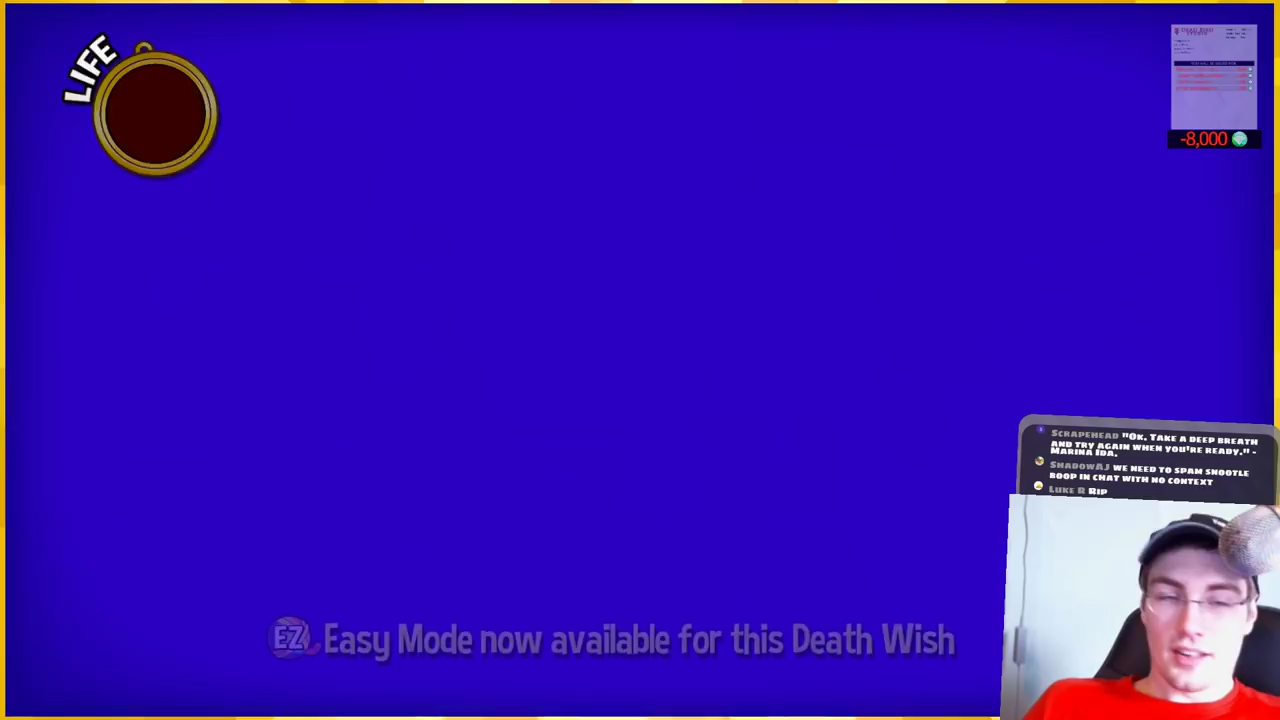 LIFE
-8,000
SCRAPEHEAD "OK. TAKE A DEEP BREATH
AND TRY AGAIN WHEN YOU'RE READY." -
MARINA IDA.
SHADOWAJ WE NEED TO SPAM SNOOTLE
BOOP IN CHAT WITH NO CONTEXT
LUKE R RIP
EZ Easy Mode now available for this Death Wish